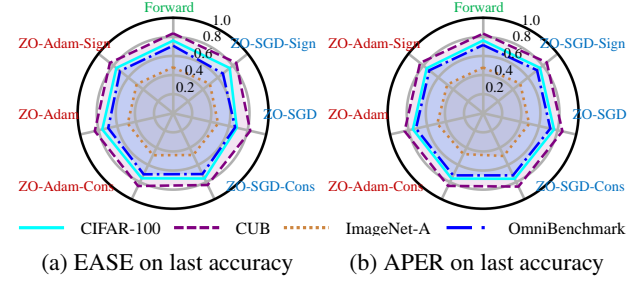 Forward
1.0
0.8
0.6
0.4
0.2
ZO-Adam-Sign
ZO-SGD-Sign
ZO-Adam
ZO-SGD
ZO-Adam-Cons
ZO-SGD-Cons
Forward
1.0
0.8
0.6
0.4
0.2
ZO-Adam-Sign
ZO-SGD-Sign
ZO-Adam
ZO-SGD
ZO-Adam-Cons
ZO-SGD-Cons
CIFAR-100 CUB ImageNet-A OmniBenchmark
(a) EASE on last accuracy (b) APER on last accuracy